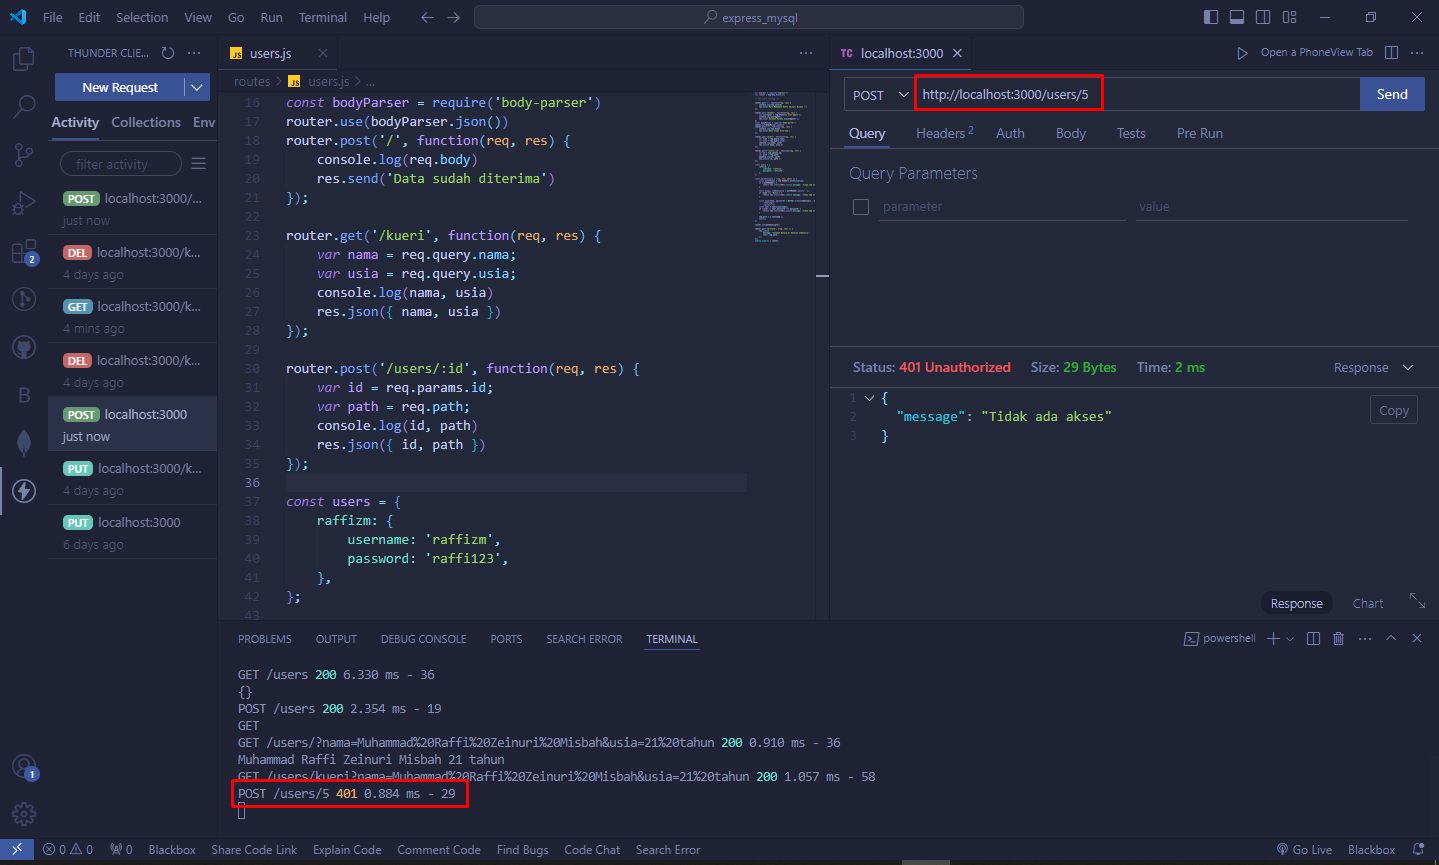 File Edit Selection View Go Run Terminal Help
express_mysql
THUNDER CLIE...
New Request
Activity Collections Env
filter activity
POST localhost:3000/...
just now
DEL localhost:3000/k...
4 days ago
GET localhost:3000/k...
4 mins ago
DEL localhost:3000/k...
4 days ago
POST localhost:3000
just now
PUT localhost:3000/k...
4 days ago
PUT localhost:3000
6 days ago
2
B
1
JS users.js
routes > JS users.js > ...
16 const bodyParser = require('body-parser')
17 router.use(bodyParser.json())
18 router.post('/', function(req, res) {
19 console.log(req.body)
20 res.send('Data sudah diterima')
21 });
22
23 router.get('/kueri', function(req, res) {
24 var nama = req.query.nama;
25 var usia = req.query.usia;
26 console.log(nama, usia)
27 res.json({ nama, usia })
28 });
29
30 router.post('/users/:id', function(req, res) {
31 var id = req.params.id;
32 var path = req.path;
33 console.log(id, path)
34 res.json({ id, path })
35 });
36
37 const users = {
38 raffizm: {
39 username: 'raffizm',
40 password: 'raffi123',
41 },
42 };
43
TC localhost:3000
Open a PhoneView Tab
POST http://localhost:3000/users/5 Send
Query Headers 2 Auth Body Tests Pre Run
Query Parameters
parameter value
Status: 401 Unauthorized Size: 29 Bytes Time: 2 ms Response
1 {
2 "message": "Tidak ada akses"
3 }
Copy
Response Chart
PROBLEMS OUTPUT DEBUG CONSOLE PORTS SEARCH ERROR TERMINAL
powershell
GET /users 200 6.330 ms - 36
{}
POST /users 200 2.354 ms - 19
GET
GET /users/?nama=Muhammad%20Raffi%20Zeinuri%20Misbah&usia=21%20tahun 200 0.910 ms - 36
Muhammad Raffi Zeinuri Misbah 21 tahun
GET /users/kueri?nama=Muhammad%20Raffi%20Zeinuri%20Misbah&usia=21%20tahun 200 1.057 ms - 58
POST /users/5 401 0.884 ms - 29
0 0 0 Blackbox Share Code Link Explain Code Comment Code Find Bugs Code Chat Search Error Go Live Blackbox